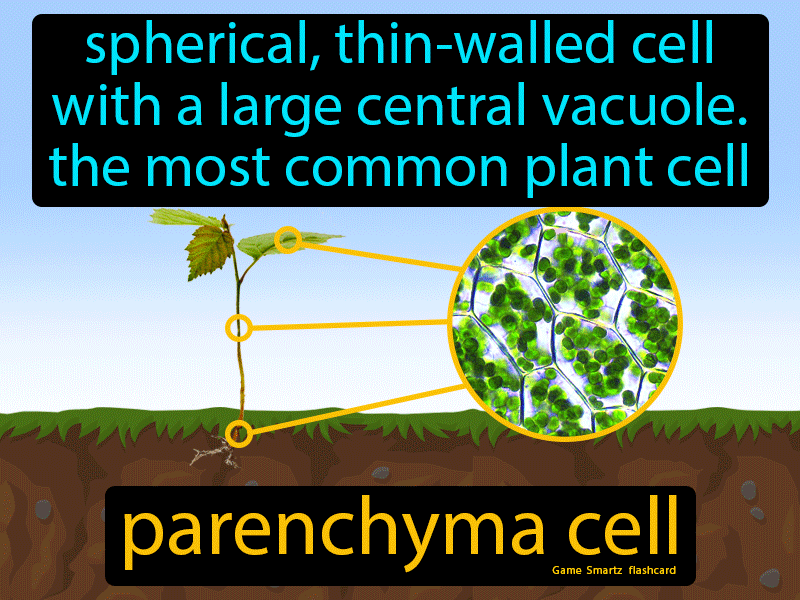 spherical, thin-walled cell
with a large central vacuole.
the most common plant cell
parenchyma cell
Game Smartz flashcard